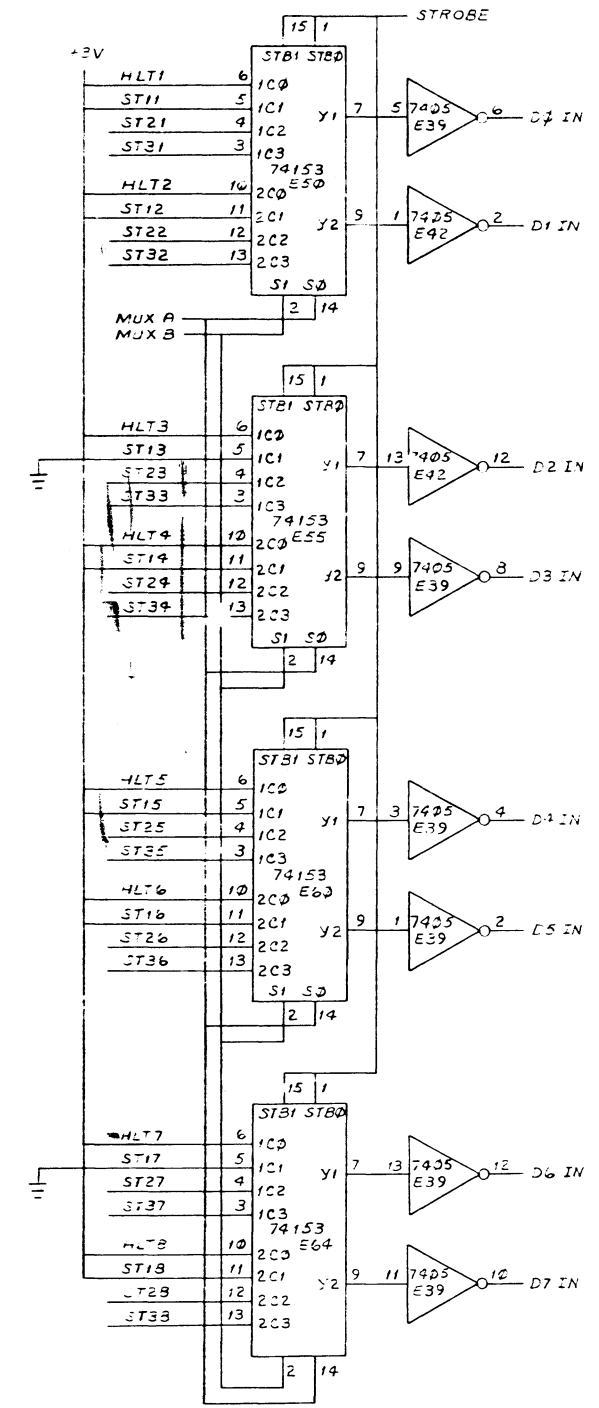 STROBE
15 1
+3V
STB1 STBØ
HLT1 6 1CØ
ST11 5 1C1
Y1 7 5 7405 6 DØ IN
E39
ST21 4 1C2
ST31 3 1C3
74153
E5Ø
HLT2 10 2CØ
ST12 11 2C1
Y2 9 1 7405 2 D1 IN
E42
ST22 12 2C2
ST32 13 2C3
S1 SØ
2 14
MUX A
MUX B
15 1
STB1 STBØ
HLT3 6 1CØ
ST13 5 1C1
Y1 7 13 7405 12 D2 IN
E42
ST23 4 1C2
ST33 3 1C3
74153
E55
HLT4 1Ø 2CØ
ST14 11 2C1
Y2 9 9 7405 8 D3 IN
E39
ST24 12 2C2
ST34 13 2C3
S1 SØ
2 14
15 1
STB1 STBØ
HLT5 6 1CØ
ST15 5 1C1
Y1 7 3 74Ø5 4 D4 IN
E39
ST25 4 1C2
ST35 3 1C3
74153
HLT6 1Ø 2CØ
ST16 11 2C1
Y2 9 1 74Ø5 2 D5 IN
E39
ST26 12 2C2
ST36 13 2C3
S1 SØ
2 14
15 1
STB1 STBØ
HLT7 6 1CØ
ST17 5 1C1
Y1 7 13 7405 12 D6 IN
E39
ST27 4 1C2
ST37 3 1C3
74153
E64
HLT8 1Ø 2CØ
ST18 11 2C1
Y2 9 11 74Ø5 1Ø D7 IN
E39
ST28 12 2C2
13 2C3
2 14